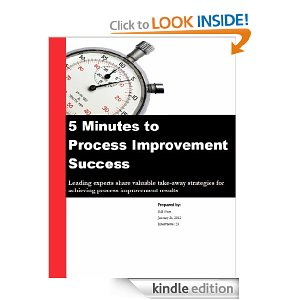 Click to
LOOK INSIDE!
5 Minutes to
Process Improvement
Success
Leading experts share valuable take-away strategies for
achieving process improvement results
Prepared by:
kindle edition